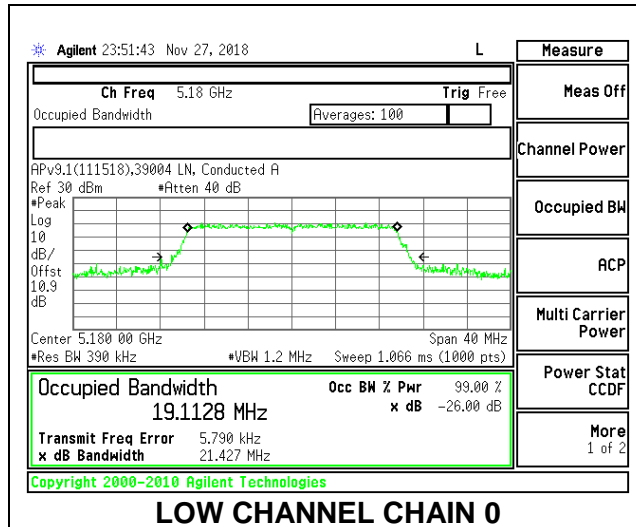 Agilent 23:51:43 Nov 27, 2018 L
Measure
Ch Freq 5.18 GHz Trig Free
Meas Off
Occupied Bandwidth Averages: 100
Channel Power
APv9.1(111518),39004 LN, Conducted A
Ref 30 dBm #Atten 40 dB
#Peak
Occupied BW
Log
10
dB/
ACP
Offst
10.9
dB
Multi Carrier
Power
Center 5.180 00 GHz Span 40 MHz
#Res BW 390 kHz #VBW 1.2 MHz Sweep 1.066 ms (1000 pts)
Power Stat
CCDF
Occupied Bandwidth Occ BW % Pwr 99.00 %
19.1128 MHz x dB -26.00 dB
More
1 of 2
Transmit Freq Error 5.790 kHz
x dB Bandwidth 21.427 MHz
Copyright 2000-2010 Agilent Technologies
LOW CHANNEL CHAIN 0